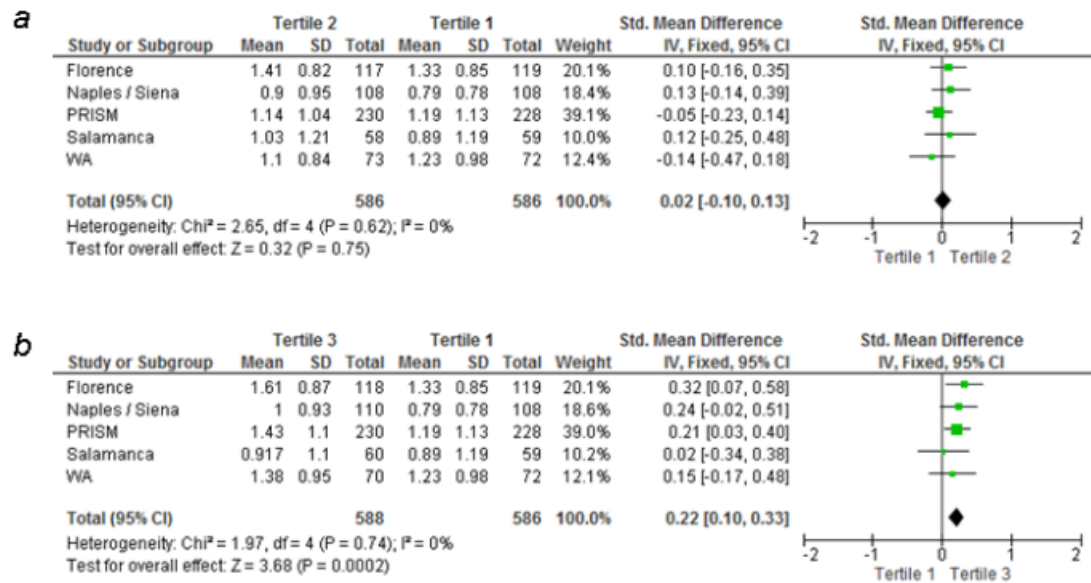 a
Tertile 2 Tertile 1 Std. Mean Difference Std. Mean Difference
Study or Subgroup Mean SD Total Mean SD Total Weight IV, Fixed, 95% CI IV, Fixed, 95% CI
Florence 1.41 0.82 117 1.33 0.85 119 20.1% 0.10 [-0.16, 0.35]
Naples / Siena 0.9 0.95 108 0.79 0.78 108 18.4% 0.13 [-0.14, 0.39]
PRISM 1.14 1.04 230 1.19 1.13 228 39.1% -0.05 [-0.23, 0.14]
Salamanca 1.03 1.21 58 0.89 1.19 59 10.0% 0.12 [-0.25, 0.48]
WA 1.1 0.84 73 1.23 0.98 72 12.4% -0.14 [-0.47, 0.18]
Total (95% CI) 586 586 100.0% 0.02 [-0.10, 0.13]
Heterogeneity: Chi² = 2.65, df = 4 (P = 0.62); I² = 0%
Test for overall effect: Z = 0.32 (P = 0.75)
-2 -1 0 1 2
Tertile 1 Tertile 2
b
Tertile 3 Tertile 1 Std. Mean Difference Std. Mean Difference
Study or Subgroup Mean SD Total Mean SD Total Weight IV, Fixed, 95% CI IV, Fixed, 95% CI
Florence 1.61 0.87 118 1.33 0.85 119 20.1% 0.32 [0.07, 0.58]
Naples / Siena 1 0.93 110 0.79 0.78 108 18.6% 0.24 [-0.02, 0.51]
PRISM 1.43 1.1 230 1.19 1.13 228 39.0% 0.21 [0.03, 0.40]
Salamanca 0.917 1.1 60 0.89 1.19 59 10.2% 0.02 [-0.34, 0.38]
WA 1.38 0.95 70 1.23 0.98 72 12.1% 0.15 [-0.17, 0.48]
Total (95% CI) 588 586 100.0% 0.22 [0.10, 0.33]
Heterogeneity: Chi² = 1.97, df = 4 (P = 0.74); I² = 0%
Test for overall effect: Z = 3.68 (P = 0.0002)
-2 -1 0 1 2
Tertile 1 Tertile 3